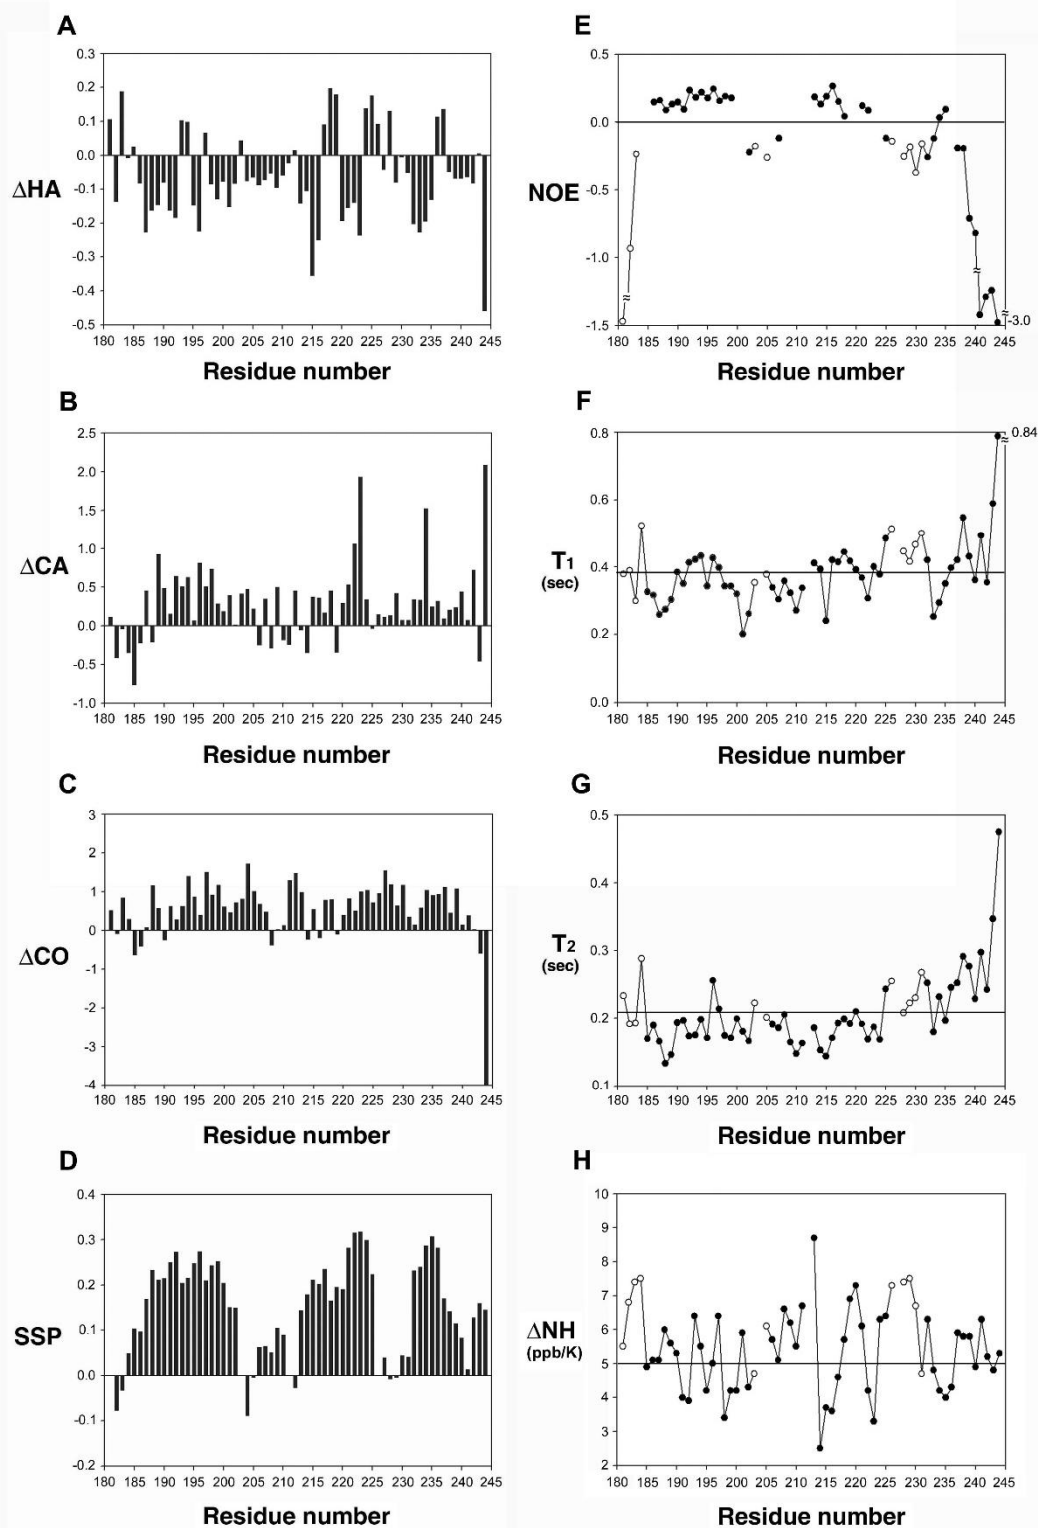 A
0.3
0.2
0.1
0.0
-0.1
-0.2
-0.3
-0.4
-0.5
ΔHA
180 185 190 195 200 205 210 215 220 225 230 235 240 245
Residue number
B
2.5
2.0
1.5
1.0
0.5
0.0
-0.5
-1.0
ΔCA
180 185 190 195 200 205 210 215 220 225 230 235 240 245
Residue number
C
3
2
1
0
-1
-2
-3
-4
ΔCO
180 185 190 195 200 205 210 215 220 225 230 235 240 245
Residue number
D
0.4
0.3
0.2
0.1
0.0
-0.1
-0.2
SSP
180 185 190 195 200 205 210 215 220 225 230 235 240 245
Residue number
E
0.5
0.0
-0.5
-1.0
-1.5
NOE
-3.0
180 185 190 195 200 205 210 215 220 225 230 235 240 245
Residue number
F
0.8
0.6
0.4
0.2
0.0
T1
(sec)
0.84
180 185 190 195 200 205 210 215 220 225 230 235 240 245
Residue number
G
0.5
0.4
0.3
0.2
0.1
T2
(sec)
180 185 190 195 200 205 210 215 220 225 230 235 240 245
Residue number
H
10
9
8
7
6
5
4
3
2
ΔNH
(ppb/K)
180 185 190 195 200 205 210 215 220 225 230 235 240 245
Residue number